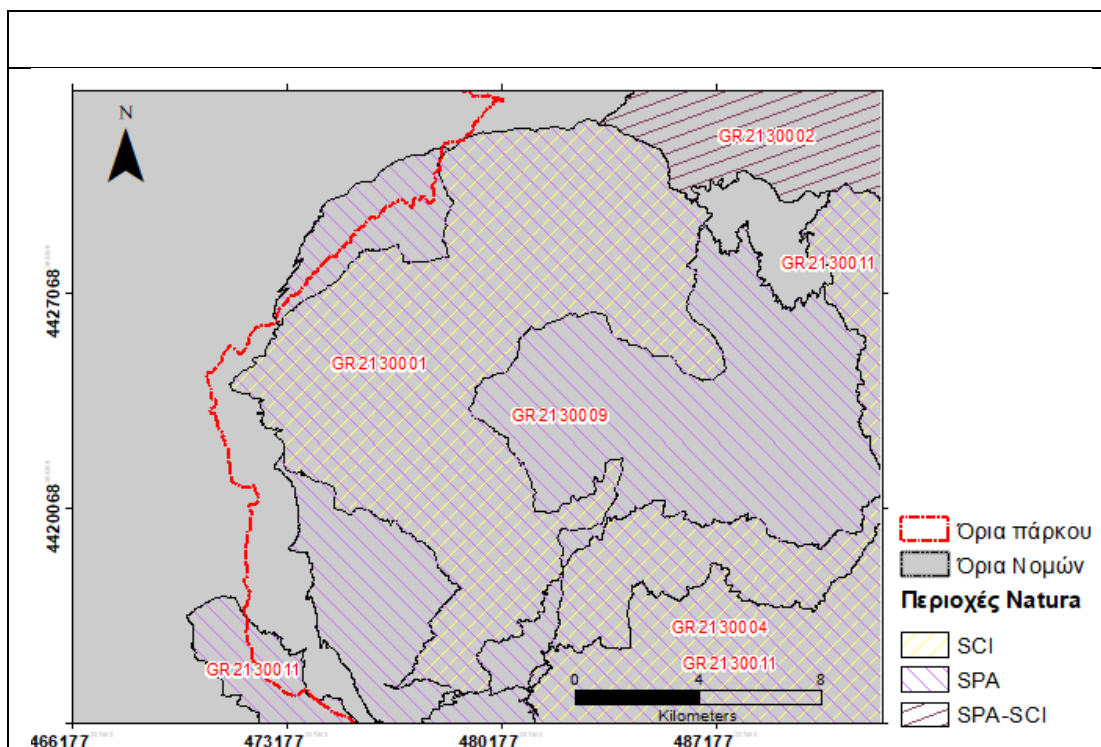 N
GR2130002
GR2130011
4427068
GR2130001
GR2130009
4420068
Όρια πάρκου
Όρια Νομών
Περιοχές Natura
GR2130004
SCI
GR2130011
GR2130011
0 4 8
SPA
Kilometers
SPA-SCI
466177 473177 480177 487177